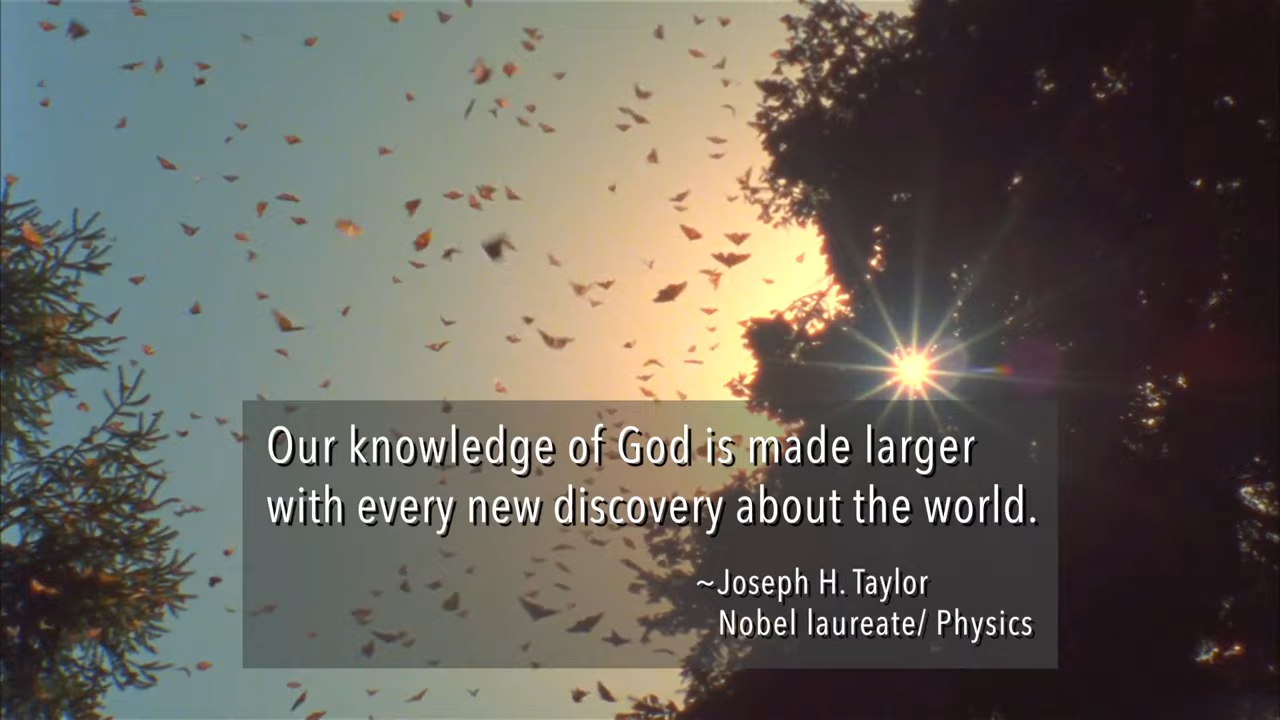 Our knowledge of God is made larger
with every new discovery about the world.
~Joseph H. Taylor
Nobel laureate/ Physics